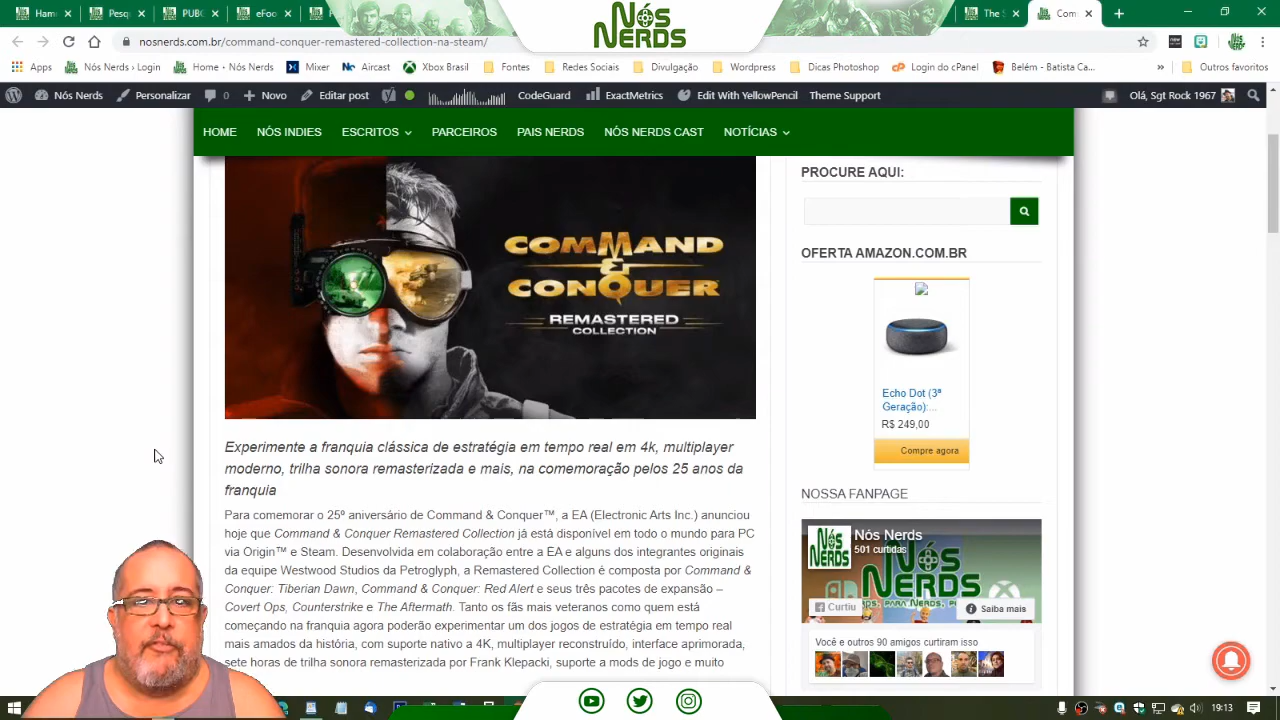 PUB
The S
Com
NÓS
NERDS
nosnerds.com.br/command-conquer-remastered-collection-na-steam/
Apps
Nós Nerds › Login
Home - Nós Nerds
Mixer
Aircast
Xbox Brasil
Fontes
Redes Sociais
Divulgação
Wordpress
Dicas Photoshop
Login do cPanel
Belém - Batista Ca...
»
Outros favoritos
Nós Nerds
Personalizar
0
Novo
Editar post
CodeGuard
ExactMetrics
Edit With YellowPencil
Theme Support
Olá, Sgt Rock 1967
HOME
NÓS INDIES
ESCRITOS
PARCEIROS
PAIS NERDS
NÓS NERDS CAST
NOTÍCIAS
COMMAND
&
CONQUER
REMASTERED
COLLECTION
Experimente a franquia clássica de estratégia em tempo real em 4k, multiplayer
moderno, trilha sonora remasterizada e mais, na comemoração pelos 25 anos da
franquia
Para comemorar o 25º aniversário de Command & Conquer™, a EA (Electronic Arts Inc.) anunciou
hoje que Command & Conquer Remastered Collection já está disponível em todo o mundo para PC
via Origin™ e Steam. Desenvolvida em colaboração entre a EA e alguns dos integrantes originais
equipe Westwood Studios da Petroglyph, a Remastered Collection é composta por Command &
Conquer: Tiberian Dawn, Command & Conquer: Red Alert e seus três pacotes de expansão –
Covert Ops, Counterstrike e The Aftermath. Tanto os fãs mais veteranos como quem está
começando na franquia agora poderão experimentar um dos jogos de estratégia em tempo real
mais amados da história, com suporte nativo a 4K, multiplayer reconstruído, interface aprimorada,
sete horas de trilha sonora remasterizada por Frank Klepacki, suporte a mods de jogo e muito
PROCURE AQUI:
OFERTA AMAZON.COM.BR
Echo Dot (3ª
Geração):...
R$ 249,00
Compre agora
NOSSA FANPAGE
NÓS
NERDS
Nós Nerds
501 curtidas
NÓS
NERDS
Curtiu
Saiba mais
Você e outros 90 amigos curtiram isso
19:13